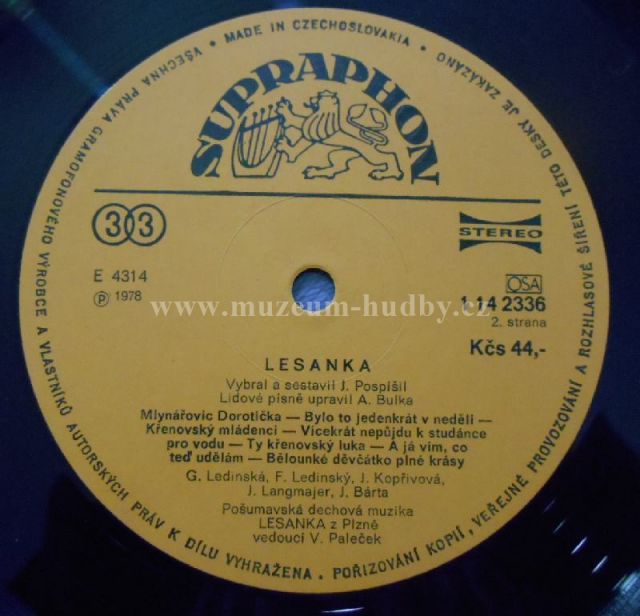 VŠECHNA PRÁVA GRAMOFONOVÉHO VÝROBCE A VLASTNÍKŮ AUTORSKÝCH PRÁV K DÍLU VYHRAŽENA. POŘIZOVÁNÍ KOPIÍ, VEŘEJNÉ PROVOZOVÁNÍ A ROZHLASOVÉ ŠÍŘENÍ TÉTO DESKY JE ZAKÁZÁNO • MADE IN CZECHOSLOVAKIA •
SUPRAPHON
33
STEREO
E 4314
Ⓟ 1978
OSA
1 14 2336
2. strana
www.muzeum-hudby.cz
Kčs 44,-
LESANKA
Vybral a sestavil J. Pospíšil
Lidové písně upravil A. Bulka
Mlynářovic Dorotička — Bylo to jedenkrát v neděli —
Křenovský mládenci — Vícekrát nepůjdu k studánce
pro vodu — Ty křenovský luka — A já vím, co
teď udělám — Bělounké děvčátko plné krásy
G. Ledinská, F. Ledinský, J. Kopřivová,
J. Langmajer, J. Bárta
Pošumavská dechová muzika
LESANKA z Plzně
vedoucí V. Paleček